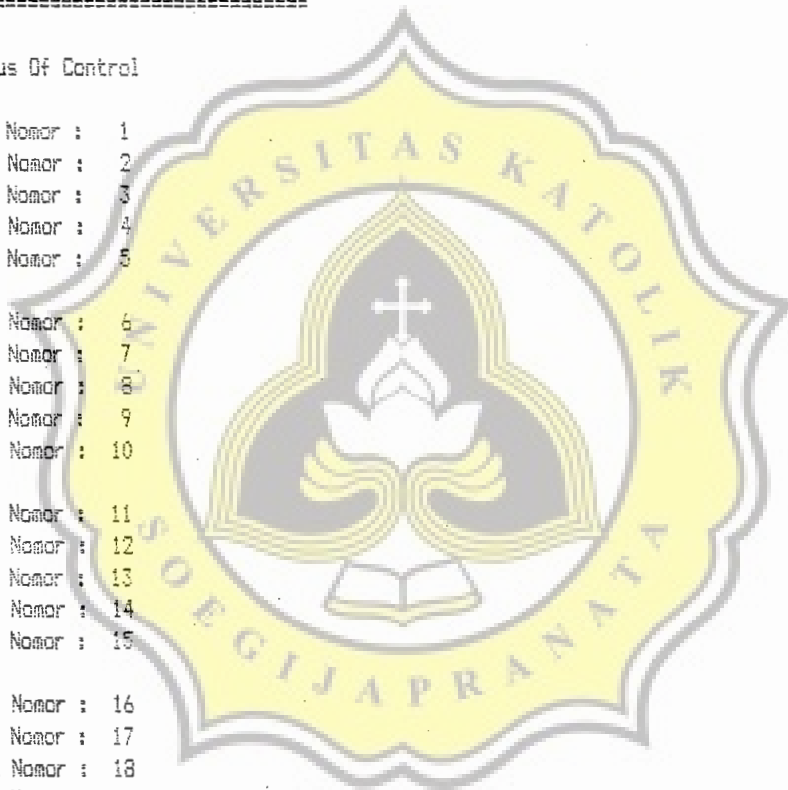 us Of Control
Nomor : 1
Nomor : 2
Nomor : 3
Nomor : 4
Nomor : 5
Nomor : 6
Nomor : 7
Nomor : 8
Nomor : 9
Nomor : 10
Nomor : 11
Nomor : 12
Nomor : 13
Nomor : 14
Nomor : 15
Nomor : 16
Nomor : 17
Nomor : 18
UNIVERSITAS KATOLIK
SOEGIJAPRANATA